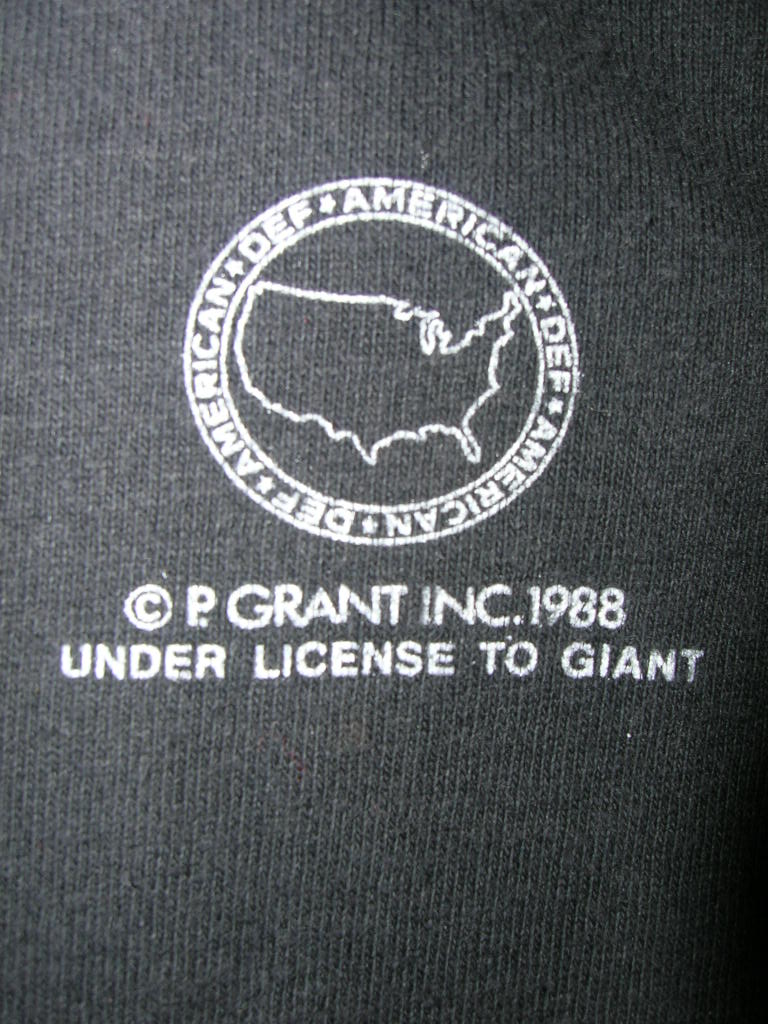 DEF ★ AMERICAN ★ DEF ★ AMERICAN ★ DEF ★ AMERICAN ★
© P. GRANT INC. 1988
UNDER LICENSE TO GIANT